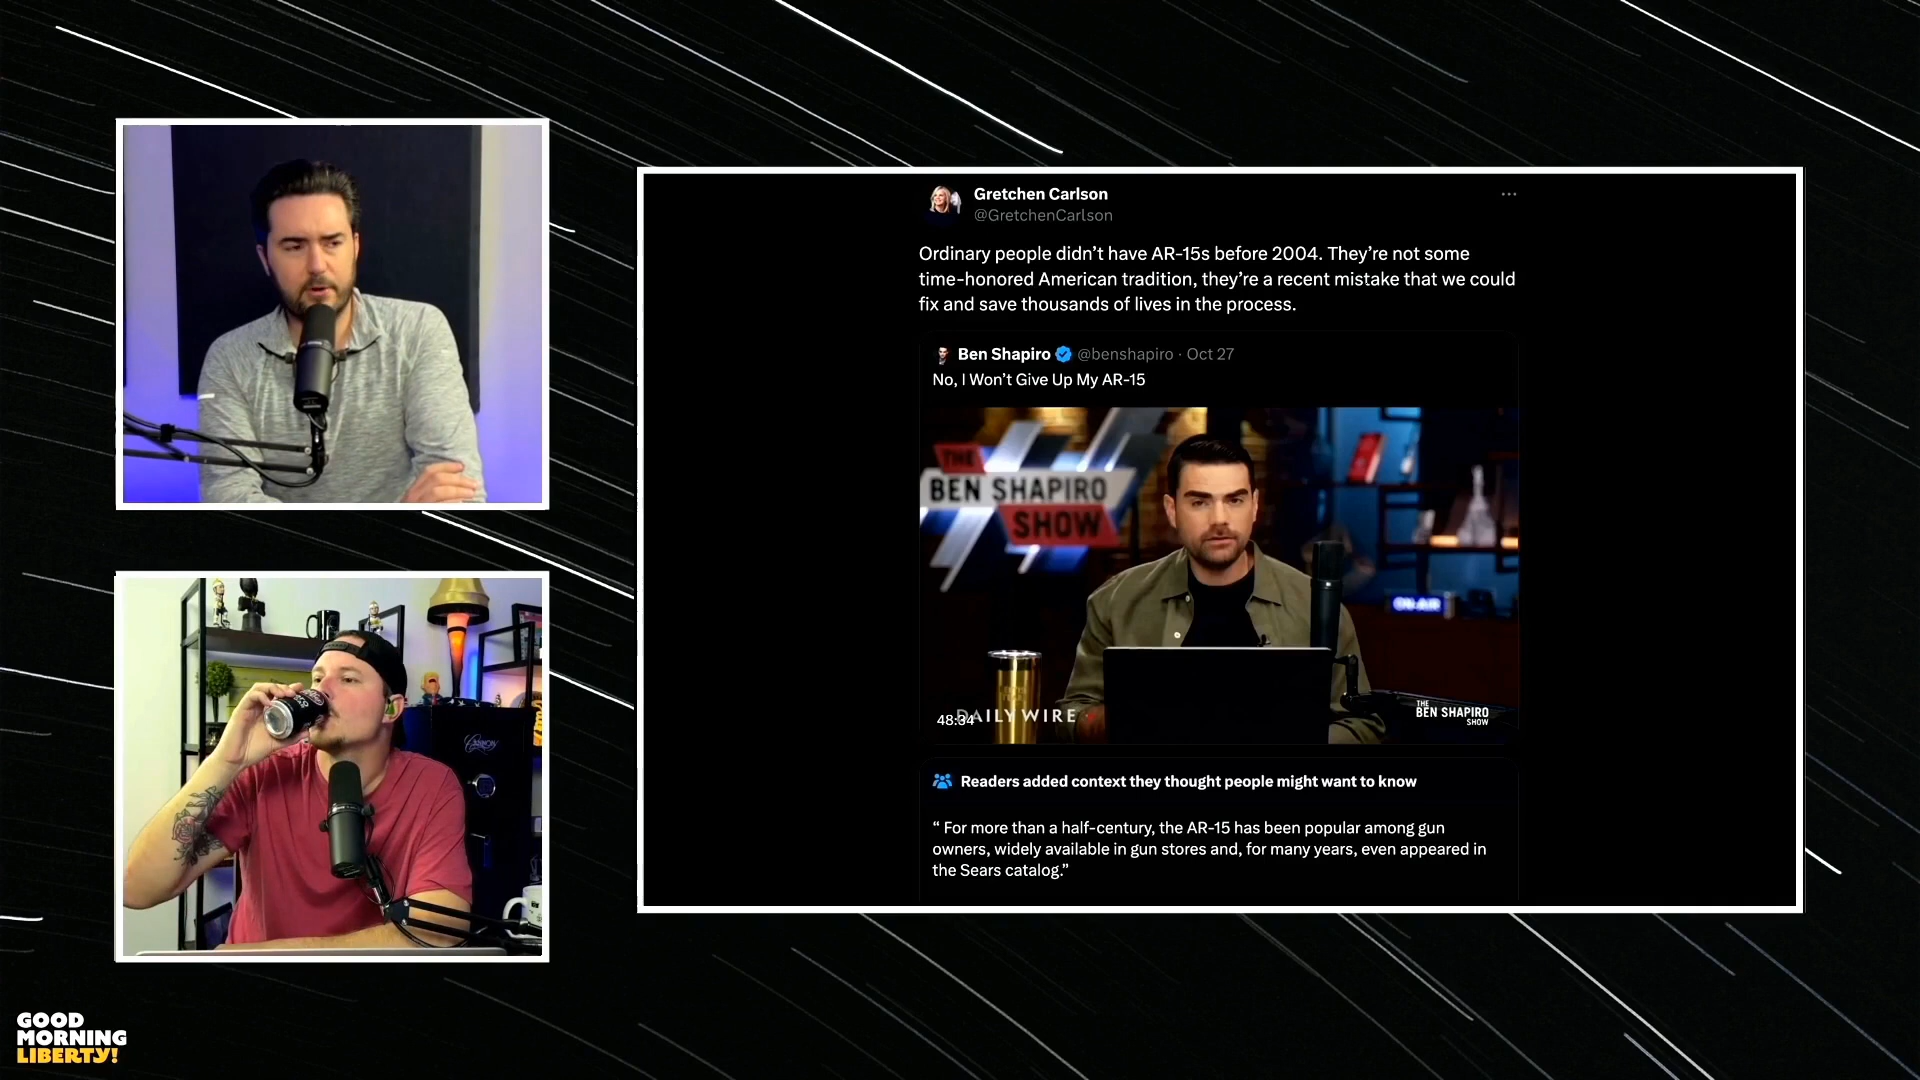 Gretchen Carlson
@GretchenCarlson
Ordinary people didn’t have AR-15s before 2004. They’re not some
time-honored American tradition, they’re a recent mistake that we could
fix and save thousands of lives in the process.
Ben Shapiro @benshapiro · Oct 27
No, I Won’t Give Up My AR-15
THE
BEN SHAPIRO
SHOW
ON-AIR
48:34
DAILY WIRE
THE
BEN SHAPIRO
SHOW
Readers added context they thought people might want to know
“ For more than a half-century, the AR-15 has been popular among gun
owners, widely available in gun stores and, for many years, even appeared in
the Sears catalog.”
Cannon
GOOD
MORNING
LIBERTY!